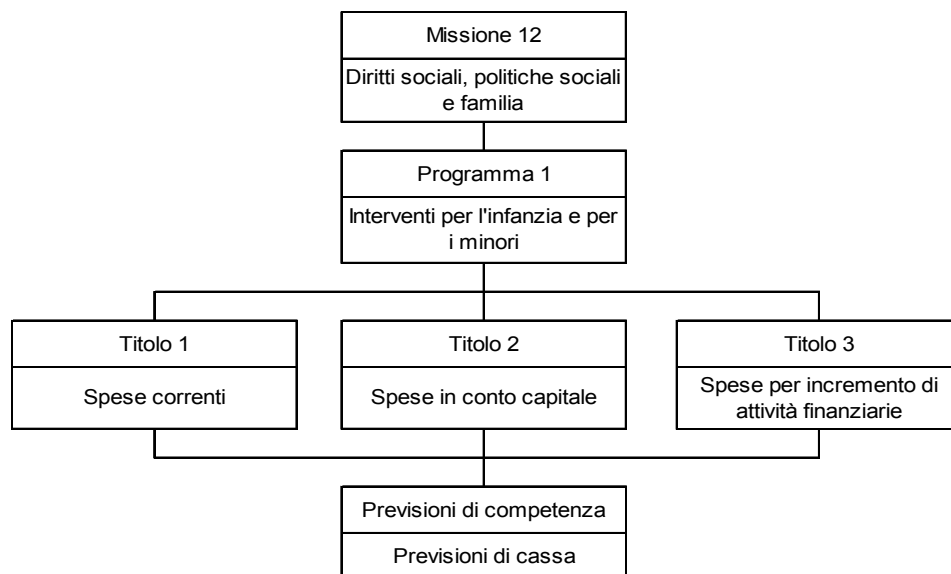 Missione 12
Diritti sociali, politiche sociali
e familia
Programma 1
Interventi per l'infanzia e per
i minori
Titolo 1
Spese correnti
Titolo 2
Spese in conto capitale
Titolo 3
Spese per incremento di
attività finanziarie
Previsioni di competenza
Previsioni di cassa